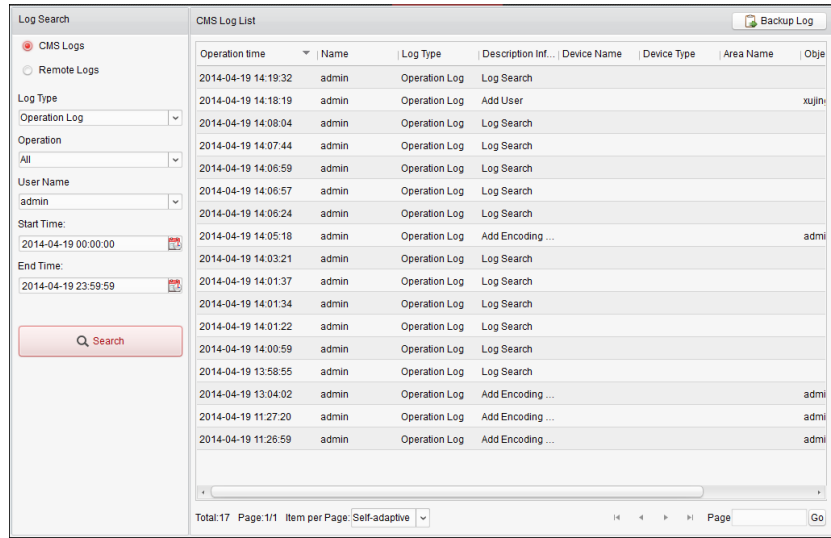 Log Search
CMS Logs
Remote Logs
Log Type
Operation Log
Operation
All
User Name
admin
Start Time:
2014-04-19 00:00:00
End Time:
2014-04-19 23:59:59
Search
CMS Log List
Backup Log
Operation time Name Log Type Description Inf... Device Name Device Type Area Name Obje
2014-04-19 14:19:32 admin Operation Log Log Search
2014-04-19 14:18:19 admin Operation Log Add User xujin
2014-04-19 14:08:04 admin Operation Log Log Search
2014-04-19 14:07:44 admin Operation Log Log Search
2014-04-19 14:06:59 admin Operation Log Log Search
2014-04-19 14:06:57 admin Operation Log Log Search
2014-04-19 14:06:24 admin Operation Log Log Search
2014-04-19 14:05:18 admin Operation Log Add Encoding ... admi
2014-04-19 14:03:21 admin Operation Log Log Search
2014-04-19 14:01:37 admin Operation Log Log Search
2014-04-19 14:01:34 admin Operation Log Log Search
2014-04-19 14:01:22 admin Operation Log Log Search
2014-04-19 14:00:59 admin Operation Log Log Search
2014-04-19 13:58:55 admin Operation Log Log Search
2014-04-19 13:04:02 admin Operation Log Add Encoding ... admi
2014-04-19 11:27:20 admin Operation Log Add Encoding ... admi
2014-04-19 11:26:59 admin Operation Log Add Encoding ... admi
Total:17 Page:1/1 Item per Page: Self-adaptive Page Go